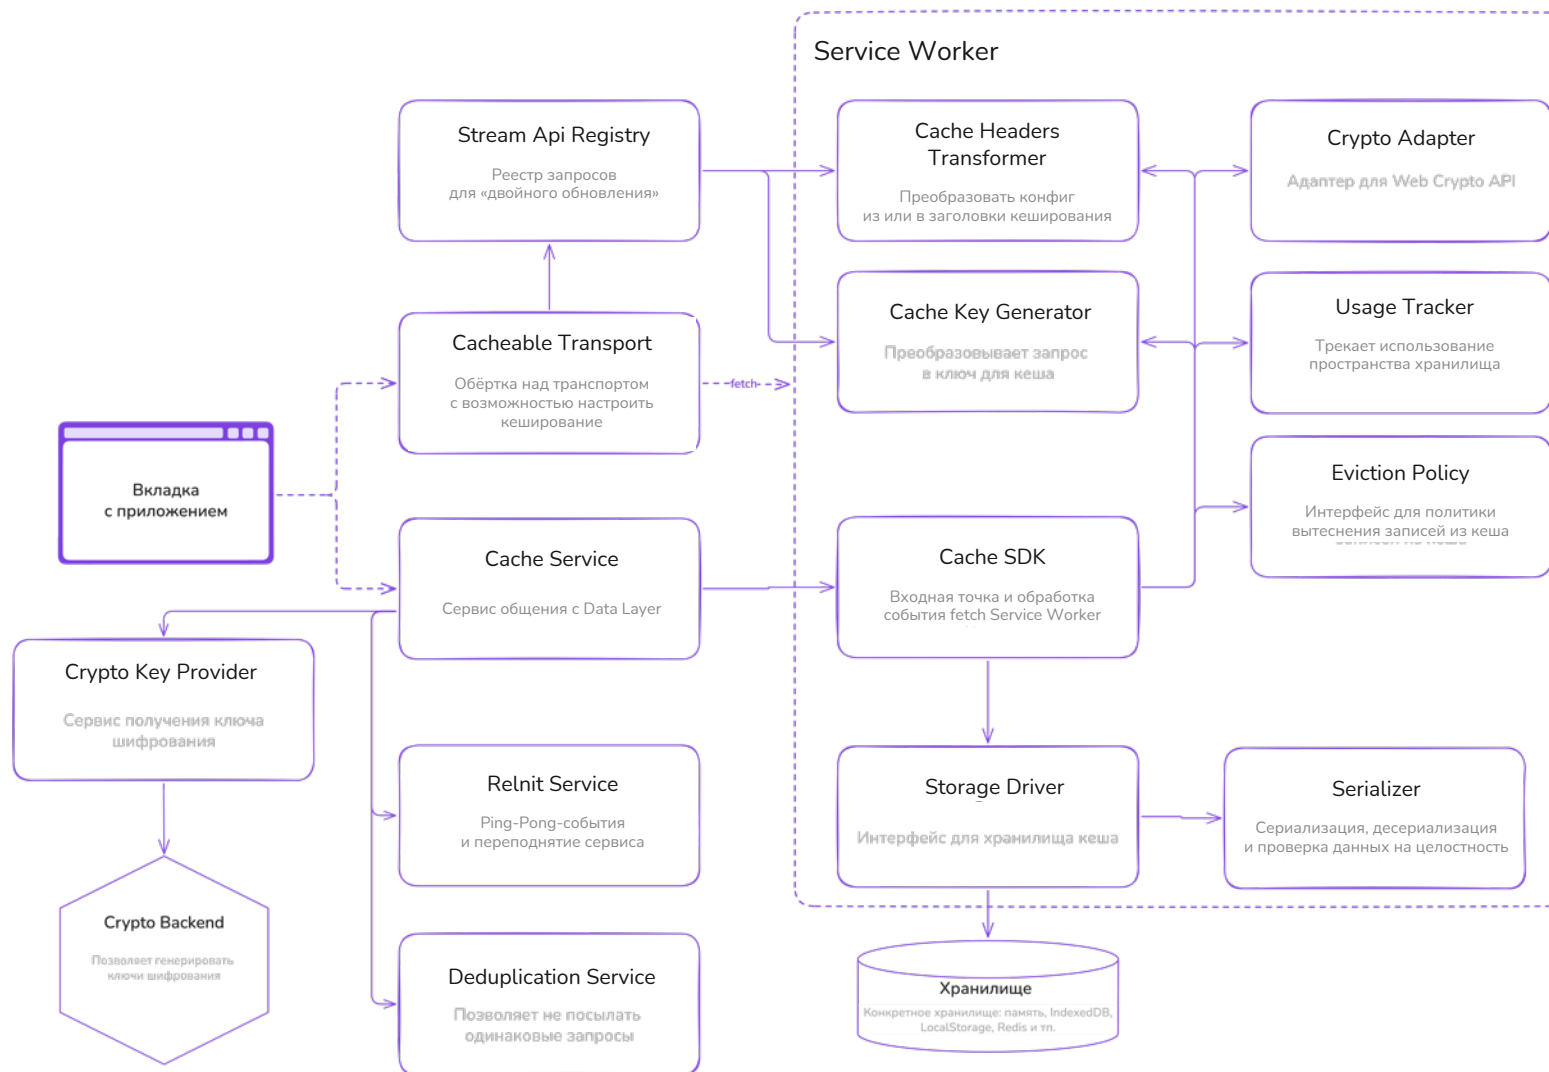 Service Worker
Stream Api Registry
Реестр запросов
для «двойного обновления»
Cache Headers
Transformer
Преобразовать конфиг
из или в заголовки кеширования
Crypto Adapter
Адаптер для Web Crypto API
Cacheable Transport
Обёртка над транспортом
с возможностью настроить
кеширование
fetch
Cache Key Generator
Преобразовывает запрос
в ключ для кеша
Usage Tracker
Трекает использование
пространства хранилища
Вкладка
с приложением
Eviction Policy
Интерфейс для политики
вытеснения записей из кеша
Cache Service
Сервис общения с Data Layer
Cache SDK
Входная точка и обработка
события fetch Service Worker
Crypto Key Provider
Сервис получения ключа
шифрования
ReInit Service
Ping-Pong-события
и переподнятие сервиса
Storage Driver
Интерфейс для хранилища кеша
Serializer
Сериализация, десериализация
и проверка данных на целостность
Crypto Backend
Позволяет генерировать
ключи шифрования
Deduplication Service
Позволяет не посылать
одинаковые запросы
Хранилище
Конкретное хранилище: память, IndexedDB,
LocalStorage, Redis и тп.